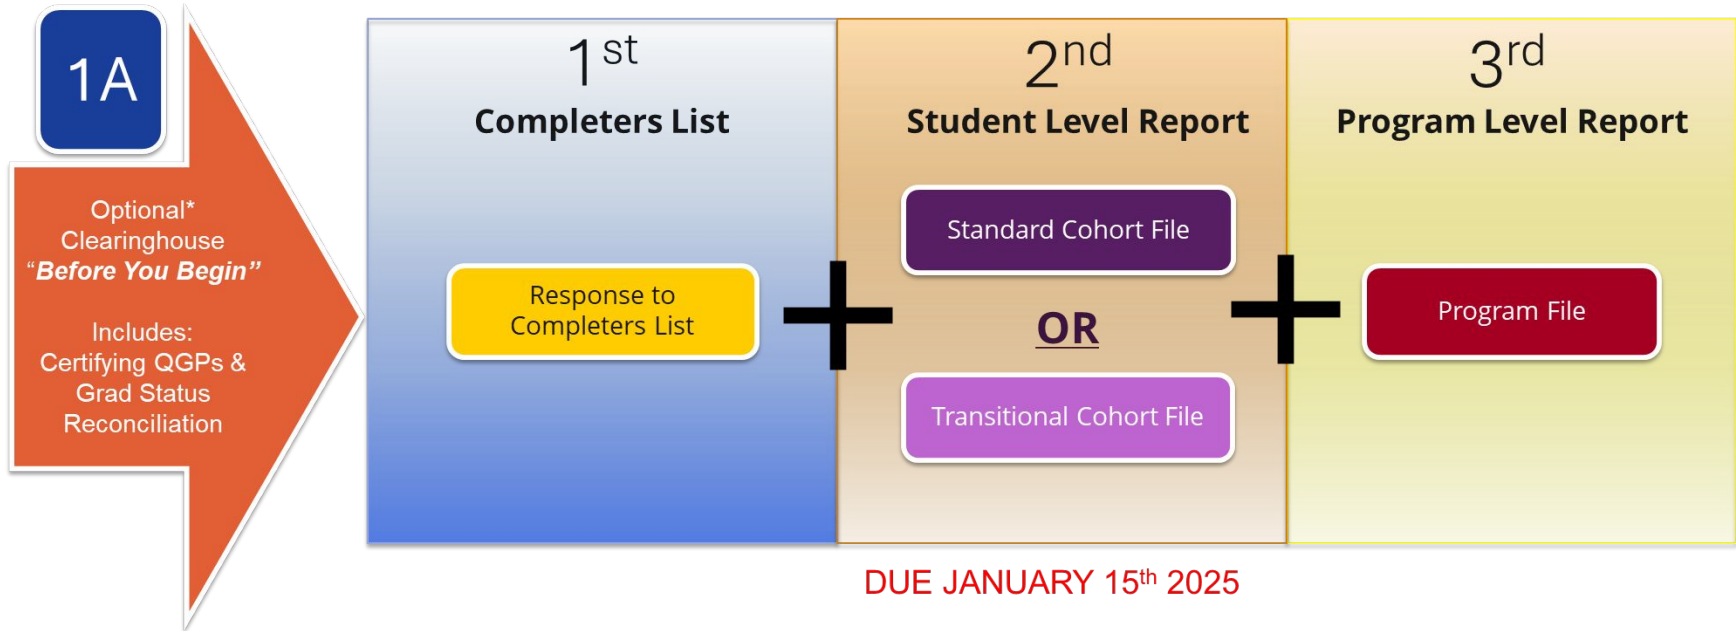 1A
Optional*
Clearinghouse
“Before You Begin”
Includes:
Certifying QGPs &
Grad Status
Reconciliation
1st
Completers List
Response to
Completers List
2nd
Student Level Report
Standard Cohort File
OR
Transitional Cohort File
3rd
Program Level Report
Program File
DUE JANUARY 15th 2025